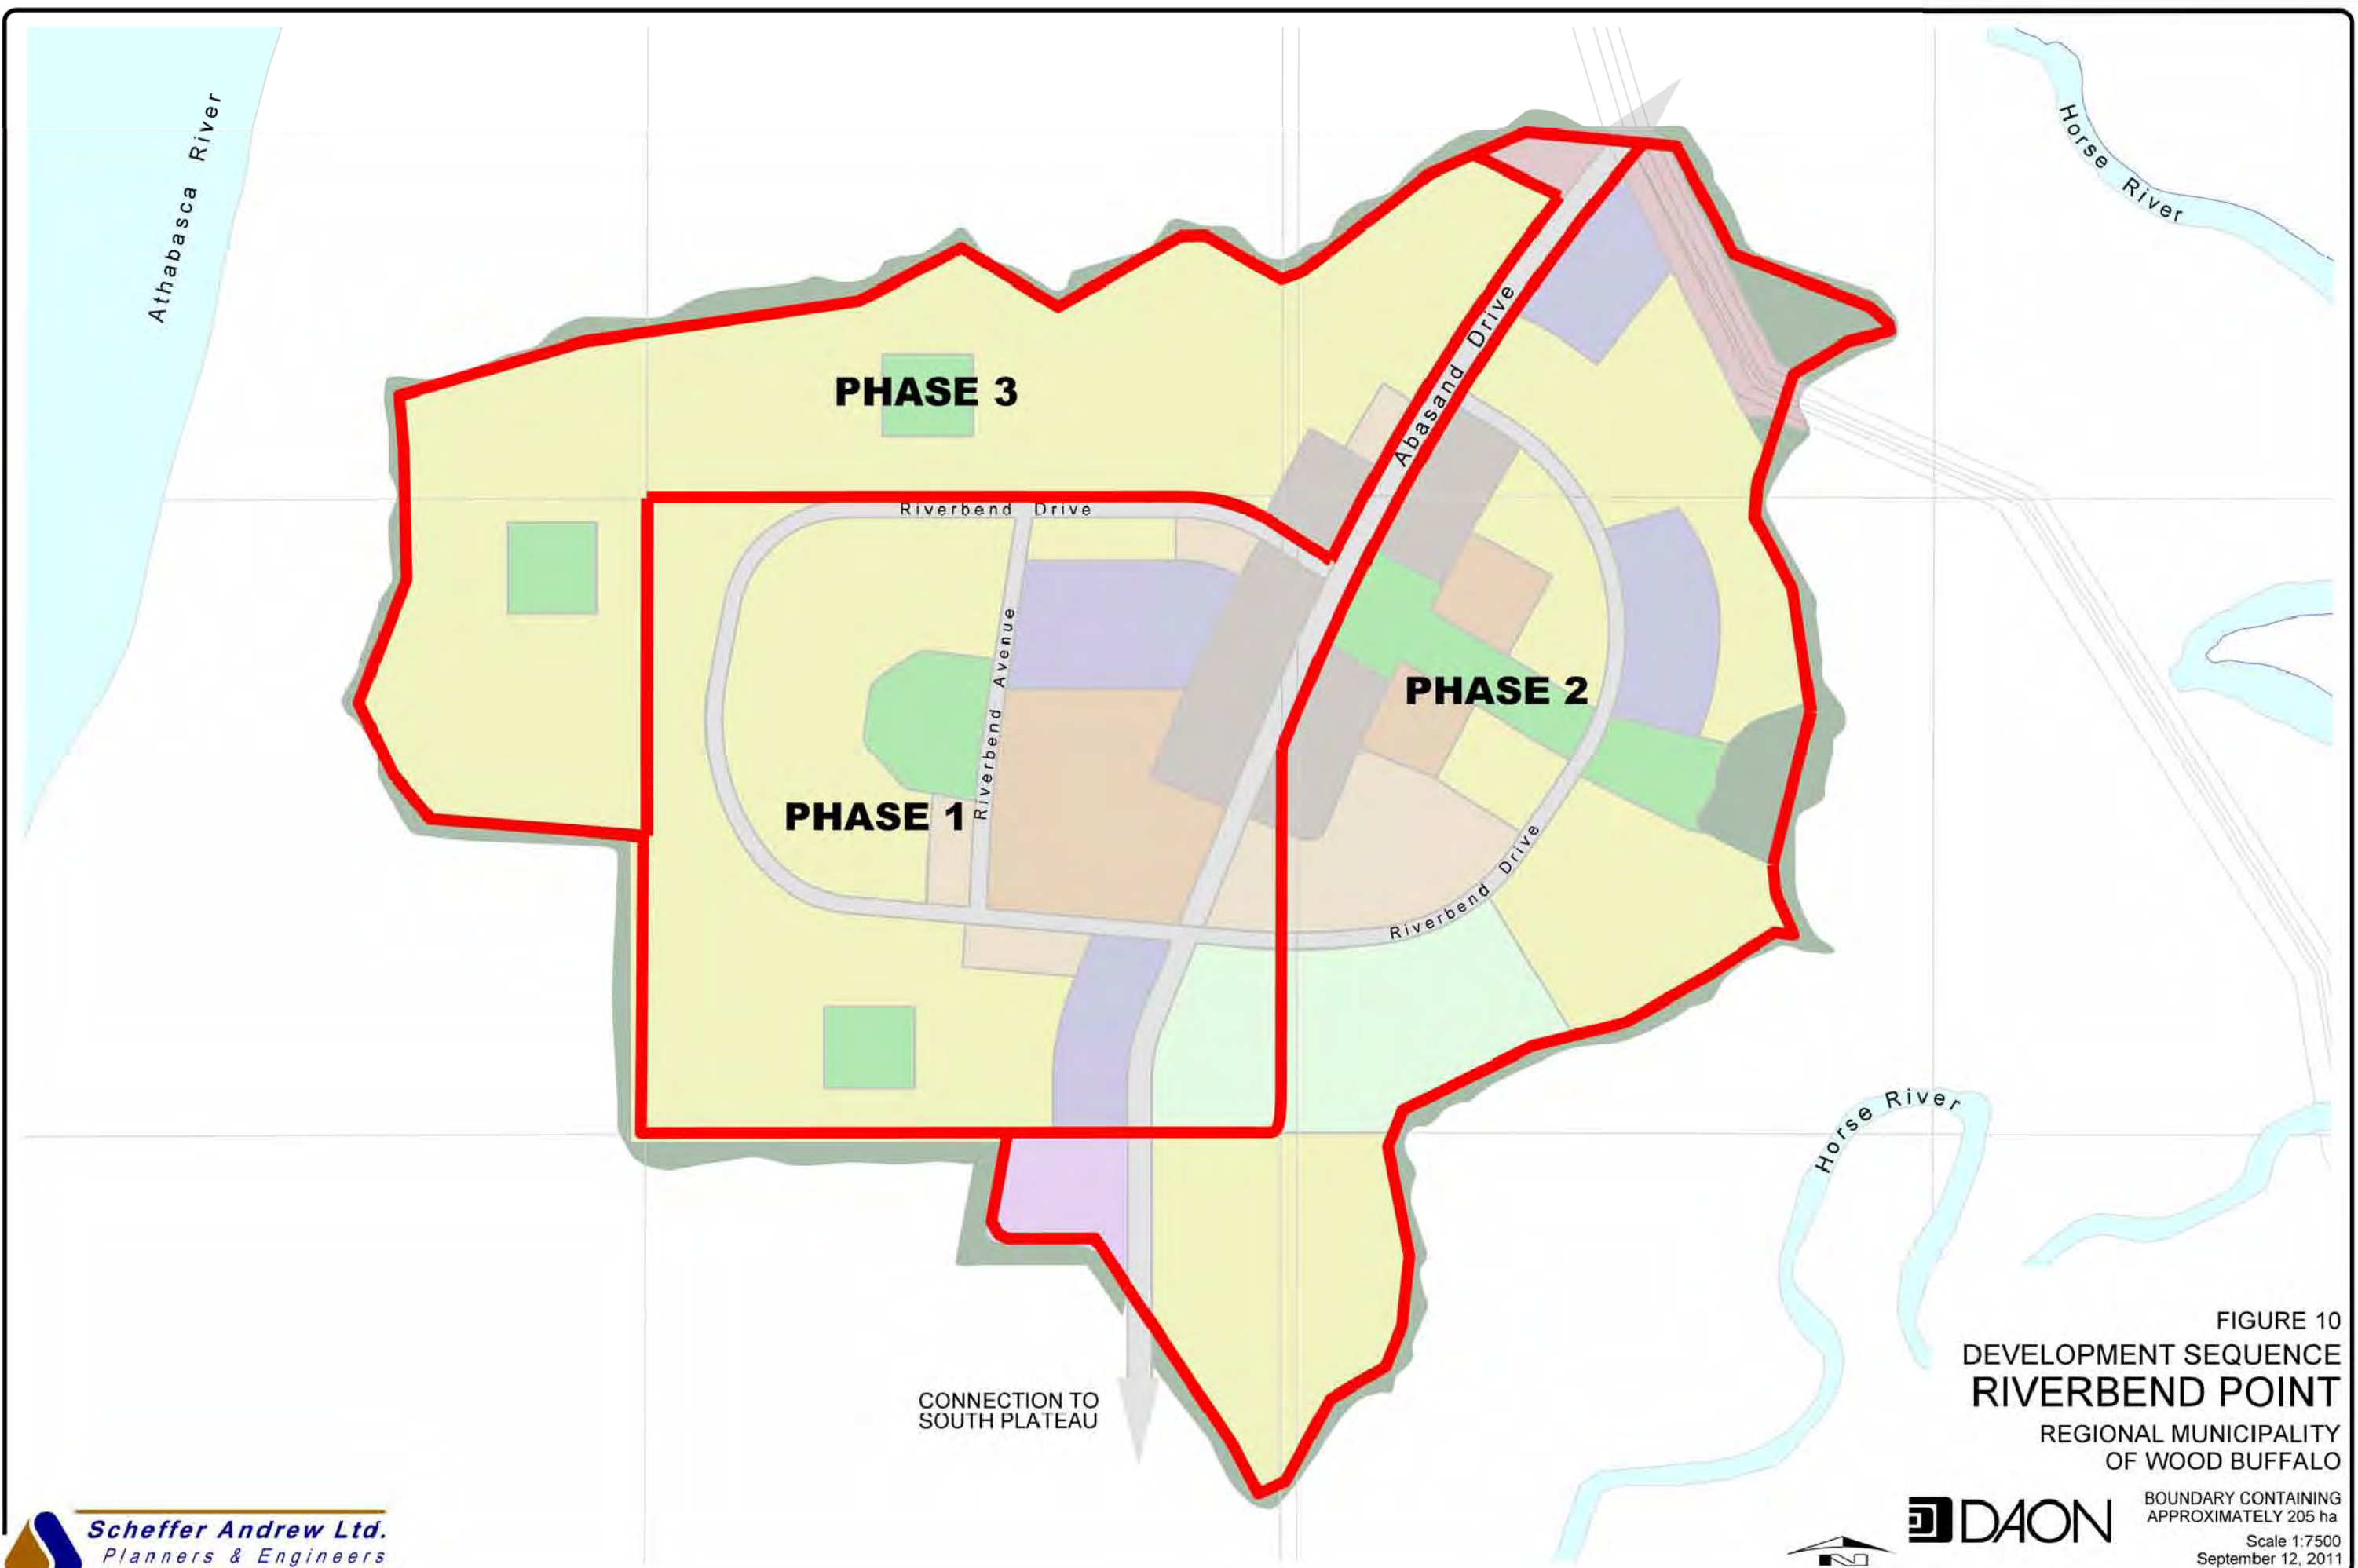 Athabasca River
Horse River
Abasand Drive
PHASE 3
Riverbend Drive
Riverbend Avenue
PHASE 2
PHASE 1
Riverbend Drive
Horse River
CONNECTION TO
SOUTH PLATEAU
FIGURE 10
DEVELOPMENT SEQUENCE
RIVERBEND POINT
REGIONAL MUNICIPALITY
OF WOOD BUFFALO
DAON
BOUNDARY CONTAINING
APPROXIMATELY 205 ha
Scale 1:7500
September 12, 2011
Scheffer Andrew Ltd.
Planners & Engineers
N